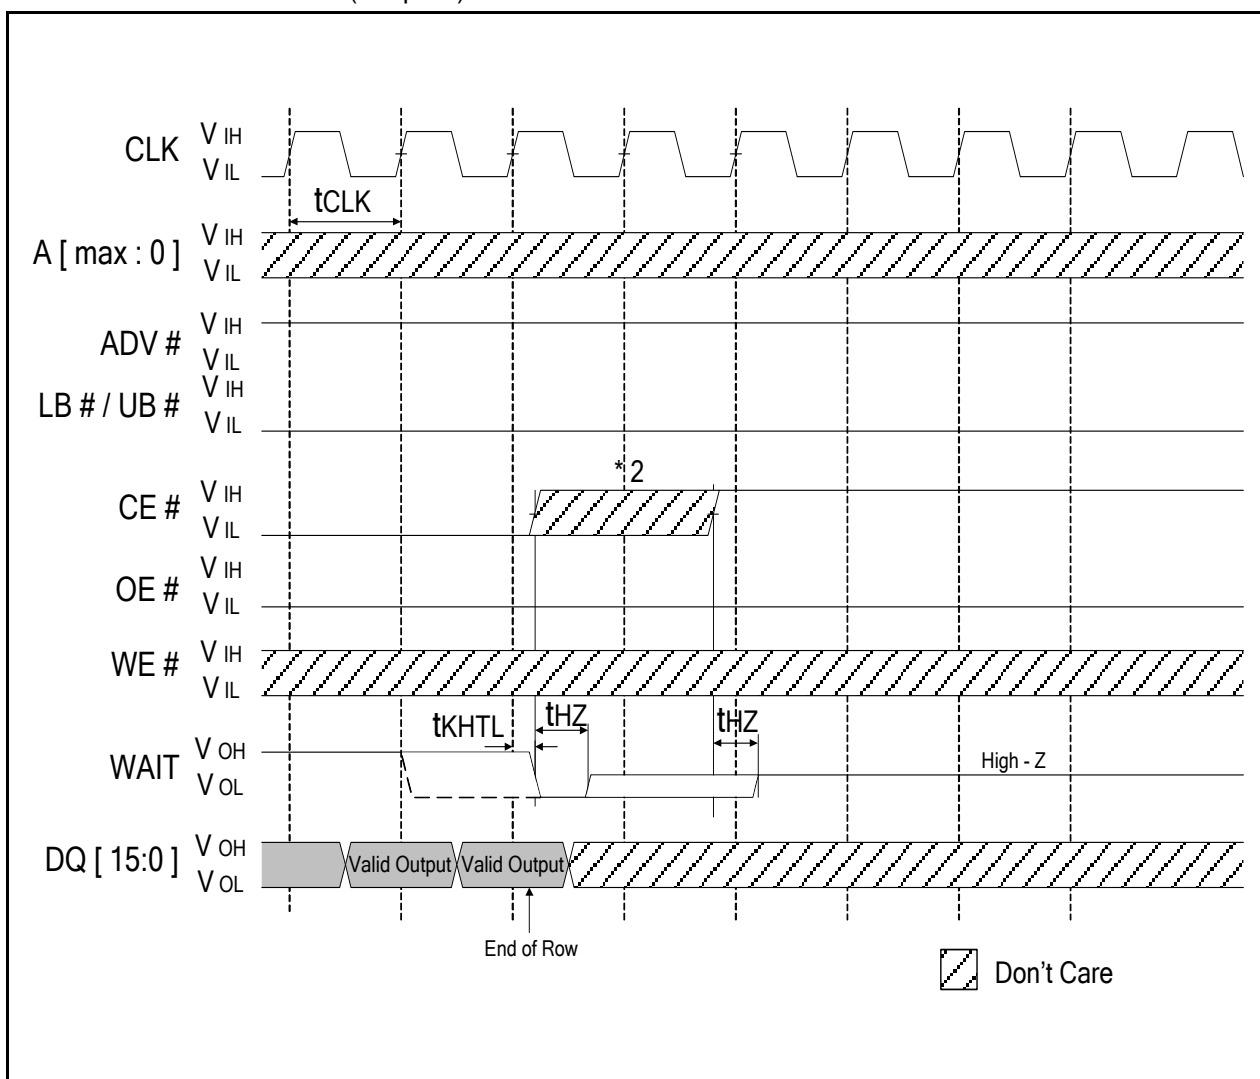 CLK V IH
V IL
tCLK
A [ max : 0 ] V IH
V IL
ADV # V IH
V IL
LB # / UB # V IH
V IL
* 2
CE # V IH
V IL
OE # V IH
V IL
WE # V IH
V IL
tKHTL tHZ tHZ
WAIT V OH
V OL
High - Z
DQ [ 15:0 ] V OH
V OL
Valid Output Valid Output
End of Row
Don't Care